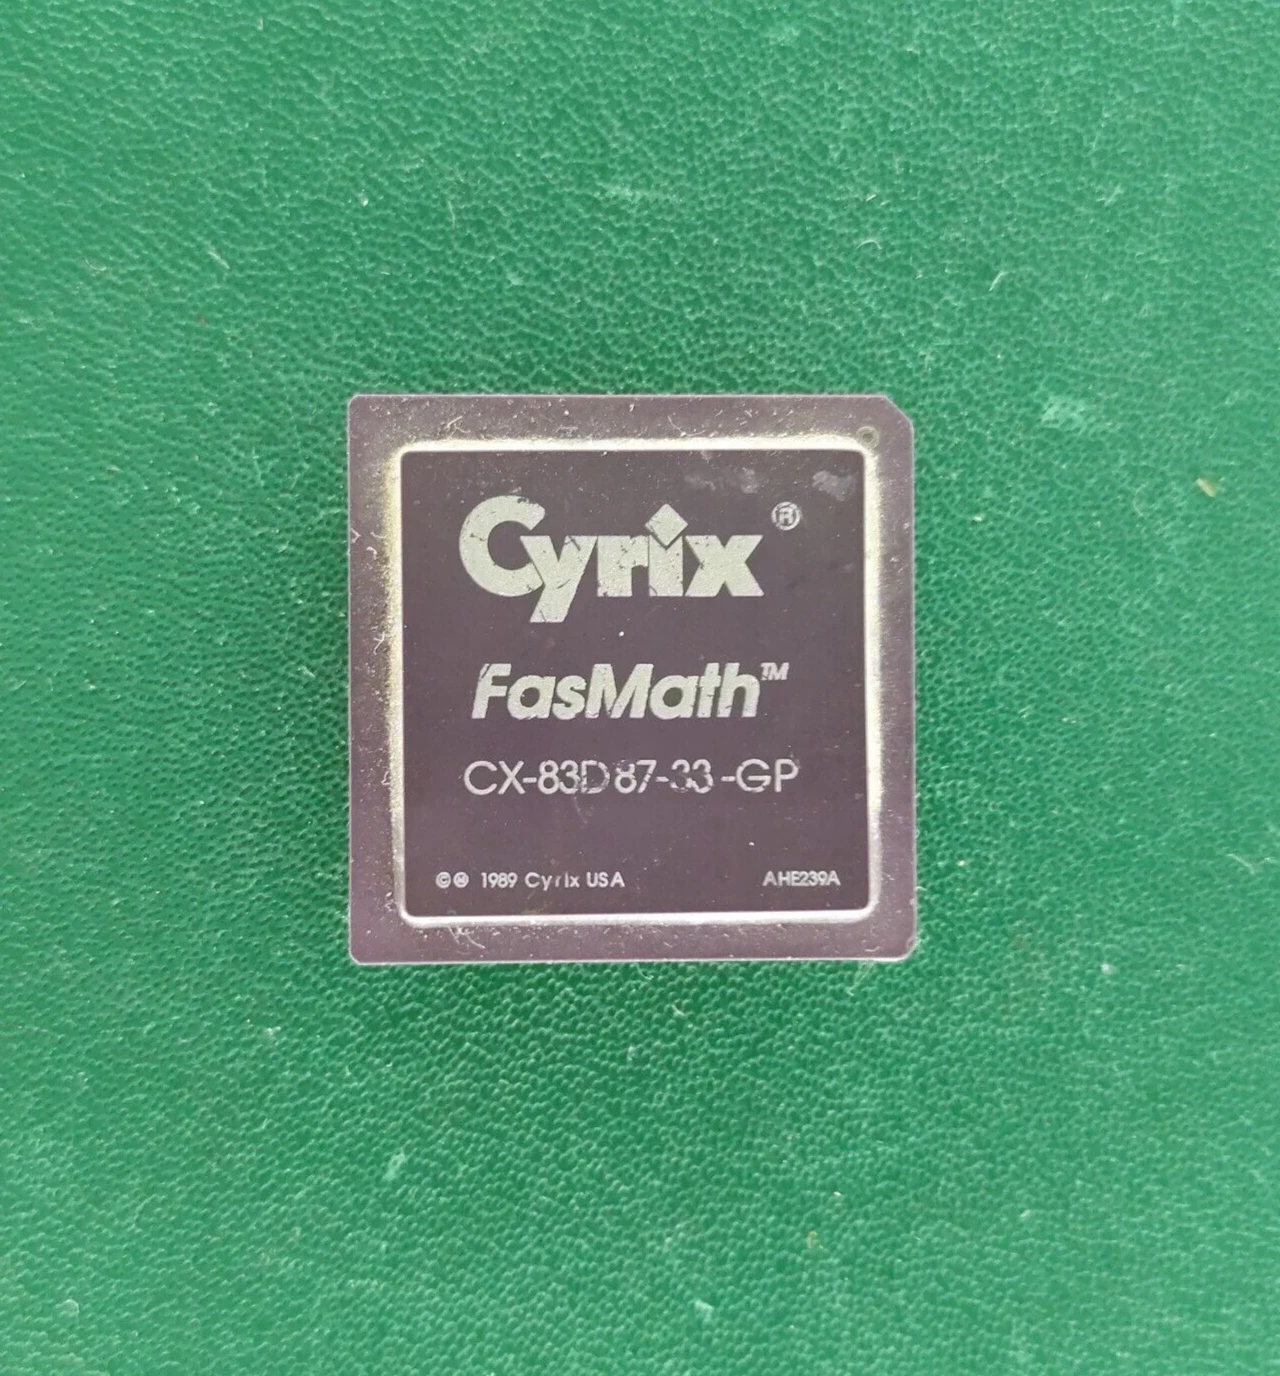 Cyrix®
FasMath™
CX-83D87-33-GP
©Ⓜ 1989 Cyrix USA AHE239A